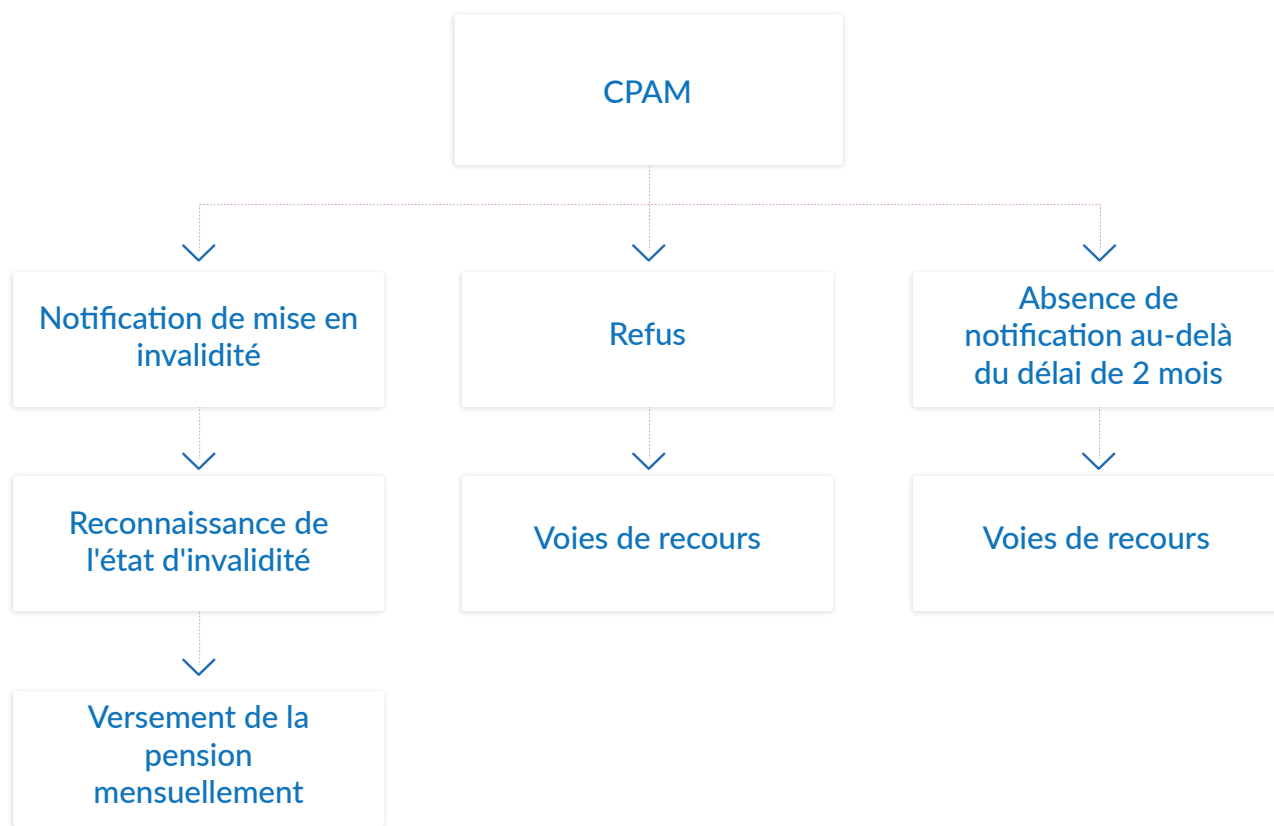 CPAM
Notification de mise en
invalidité
Refus
Absence de
notification au-delà
du délai de 2 mois
Reconnaissance de
l'état d'invalidité
Voies de recours
Voies de recours
Versement de la
pension
mensuellement